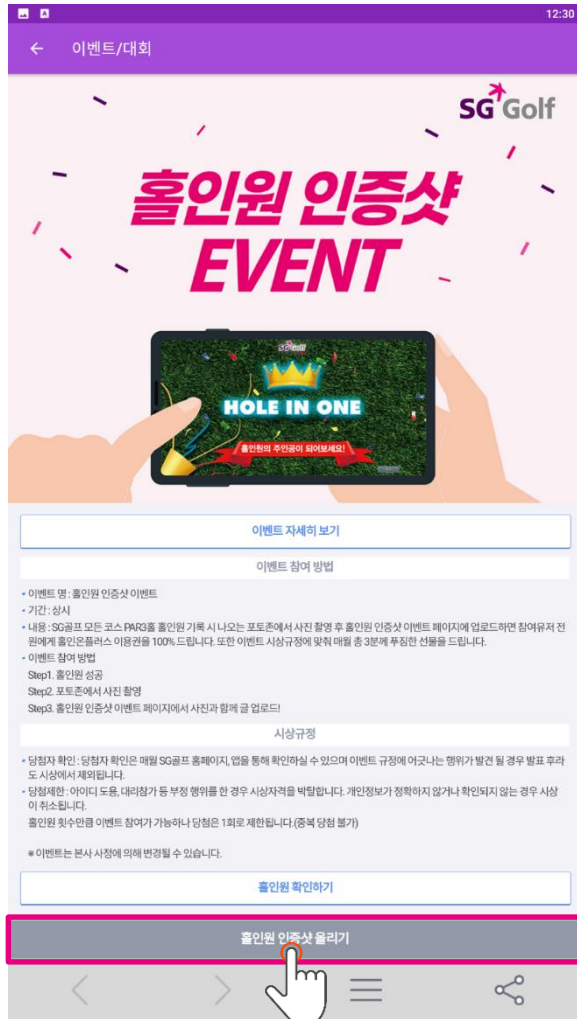 12:30
이벤트/대회
SG Golf
홀인원 인증샷
EVENT
SG Golf
HOLE IN ONE
홀인원의 주인공이 되어보세요!
이벤트 자세히 보기
이벤트 참여 방법
• 이벤트 명 : 홀인원 인증샷 이벤트
• 기간 : 상시
• 내용 : SG골프 모든 코스 PAR3홀 홀인원 기록 시 나오는 포토존에서 사진 촬영 후 홀인원 인증샷 이벤트 페이지에 업로드하면 참여유저 전
원에게 홀인온플러스 이용권을 100% 드립니다. 또한 이벤트 시상규정에 맞춰 매월 총 3분께 푸짐한 선물을 드립니다.
• 이벤트 참여 방법
Step1. 홀인원 성공
Step2. 포토존에서 사진 촬영
Step3. 홀인원 인증샷 이벤트 페이지에서 사진과 함께 글 업로드!
시상규정
• 당첨자 확인 : 당첨자 확인은 매월 SG골프 홈페이지, 앱을 통해 확인하실 수 있으며 이벤트 규정에 어긋나는 행위가 발견 될 경우 발표 후라
도 시상에서 제외됩니다.
• 당첨제한 : 아이디 도용, 대리참가 등 부정 행위를 한 경우 시상자격을 박탈합니다. 개인정보가 정확하지 않거나 확인되지 않는 경우 시상
이 취소됩니다.
홀인원 횟수만큼 이벤트 참여가 가능하나 당첨은 1회로 제한됩니다.(중복 당첨 불가)
※ 이벤트는 본사 사정에 의해 변경될 수 있습니다.
홀인원 확인하기
홀인원 인증샷 올리기